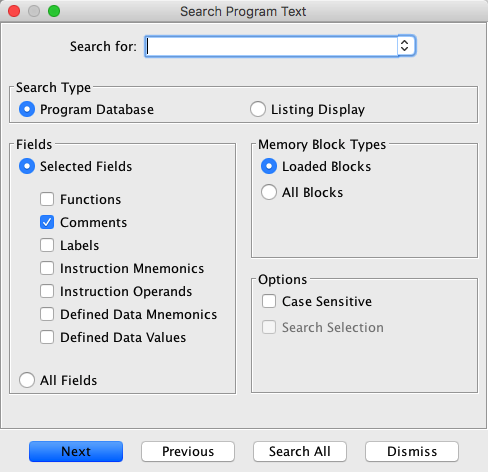 Search Program Text
Search for:
Search Type
Program Database
Listing Display
Fields
Selected Fields
Functions
Comments
Labels
Instruction Mnemonics
Instruction Operands
Defined Data Mnemonics
Defined Data Values
All Fields
Memory Block Types
Loaded Blocks
All Blocks
Options
Case Sensitive
Search Selection
Next
Previous
Search All
Dismiss